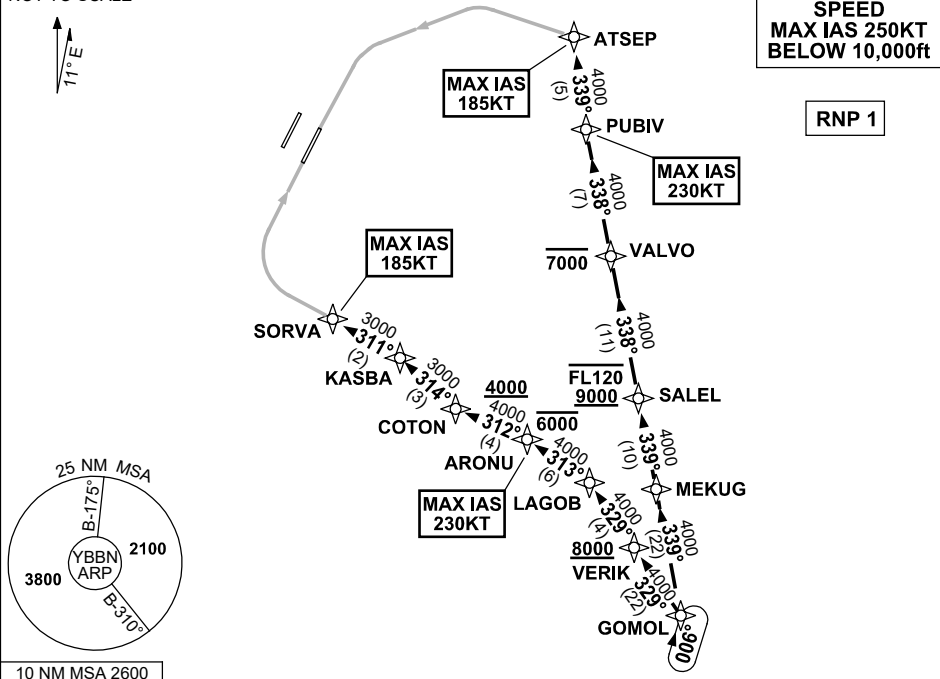 SPEED
MAX IAS 250KT
BELOW 10,000ft
RNP 1
11° E
ATSEP
MAX IAS
185KT
4000
339°
(5)
PUBIV
MAX IAS
230KT
4000
338°
(7)
7000
VALVO
4000
338°
(11)
FL120
9000
SALEL
4000
339°
(10)
MEKUG
4000
339°
(22)
MAX IAS
185KT
SORVA
3000
311°
(2)
KASBA
3000
314°
(3)
COTON
4000
4000
312°
(4)
6000
ARONU
MAX IAS
230KT
4000
313°
(6)
LAGOB
4000
329°
(4)
8000
VERIK
4000
329°
(22)
GOMOL
006°
25 NM MSA
B-175°
YBBN
ARP
2100
3800
B-310°
10 NM MSA 2600